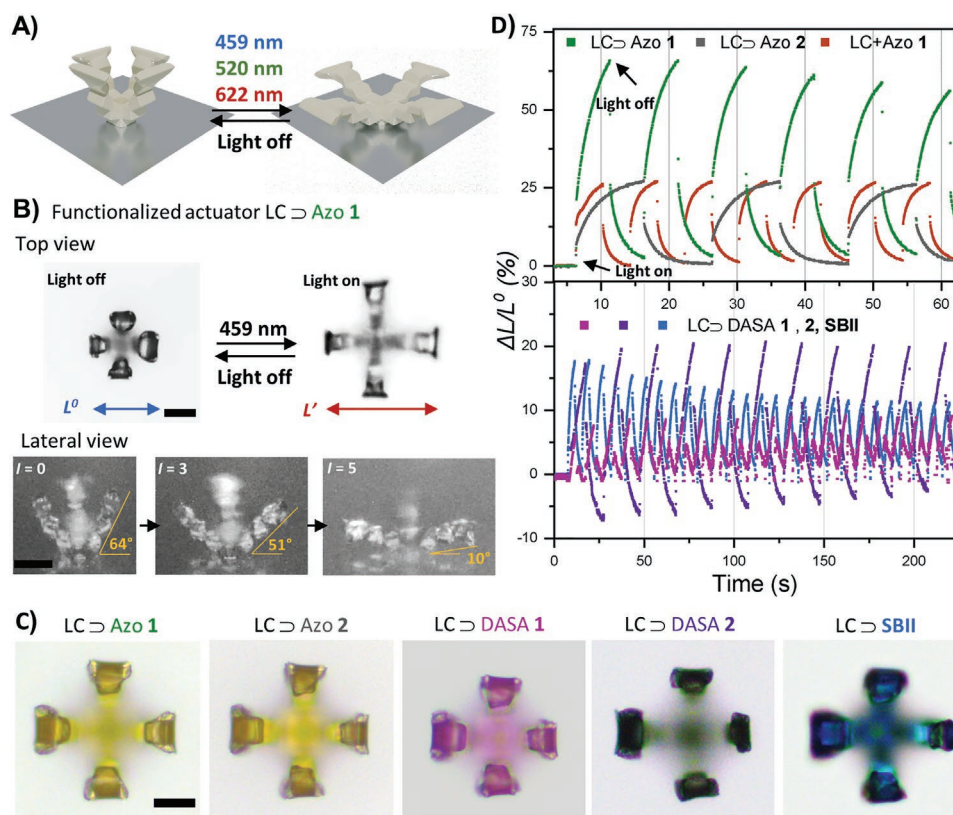 A)
459 nm
520 nm
622 nm
Light off
B) Functionalized actuator LC ⊃ Azo 1
Top view
Light off
459 nm
Light off
Light on
L⁰
L'
Lateral view
I = 0
64°
I = 3
51°
I = 5
10°
C)
LC ⊃ Azo 1
LC ⊃ Azo 2
LC ⊃ DASA 1
LC ⊃ DASA 2
LC ⊃ SBII
D)
75
50
25
0
LC⊃ Azo 1
LC⊃ Azo 2
LC+Azo 1
Light off
Light on
10
20
30
40
50
60
ΔL/L⁰ (%)
30
20
10
0
-10
LC⊃ DASA 1 , 2, SBII
0
50
100
150
200
Time (s)